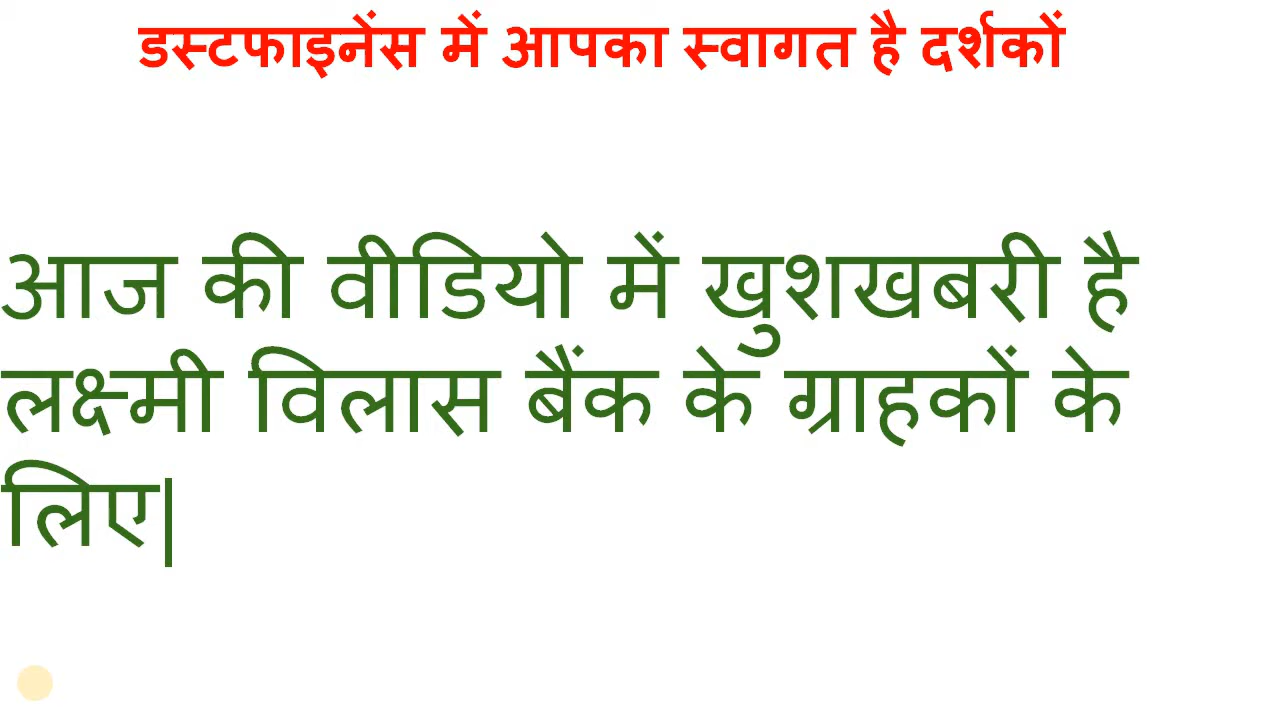 डस्टफाइनेंस में आपका स्वागत है दर्शकों
आज की वीडियो में खुशखबरी है
लक्ष्मी विलास बैंक के ग्राहकों के
लिए|